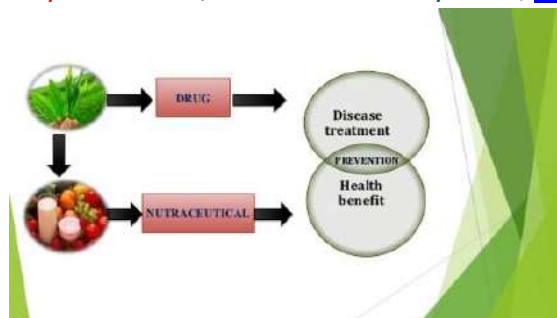 DRUG
Disease
treatment
PREVENTION
Health
benefit
NUTRACEUTICAL